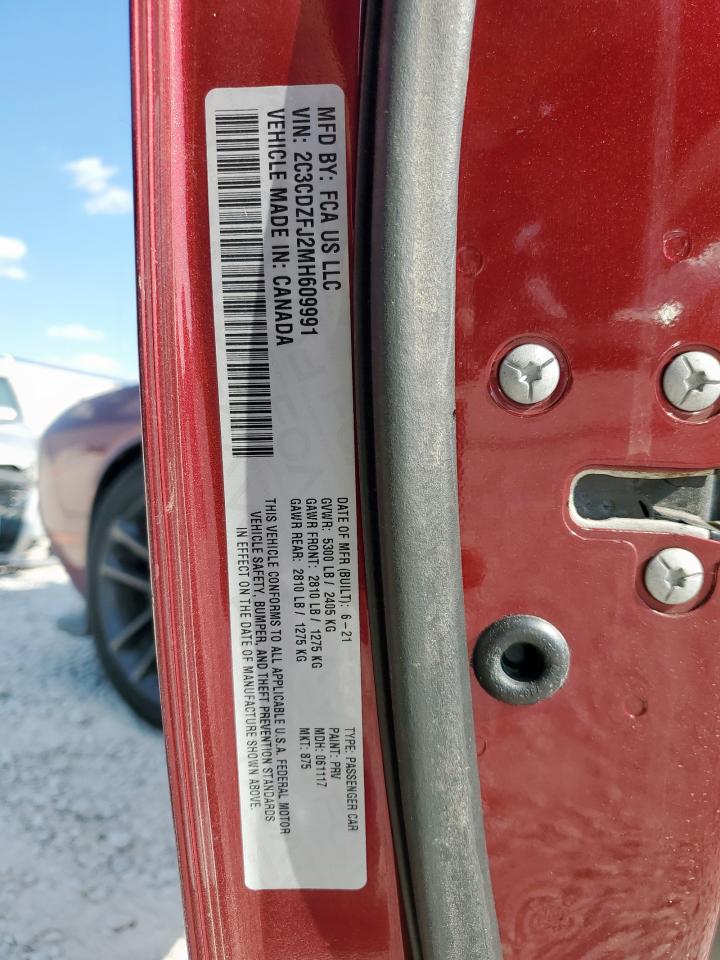 MFD BY: FCA US LLC
VIN: 2C3CDZFJ2MH609991
VEHICLE MADE IN: CANADA
DATE OF MFR (BUILT): 6-21
GVWR: 5300 LB / 2405 KG
GAWR FRONT: 2810 LB / 1275 KG
GAWR REAR: 2810 LB / 1275 KG
THIS VEHICLE CONFORMS TO ALL APPLICABLE U.S.A. FEDERAL MOTOR
VEHICLE SAFETY, BUMPER, AND THEFT PREVENTION STANDARDS
IN EFFECT ON THE DATE OF MANUFACTURE SHOWN ABOVE.
TYPE: PASSENGER CAR
PAINT: PRV
MDH: 061117
MKT: 875